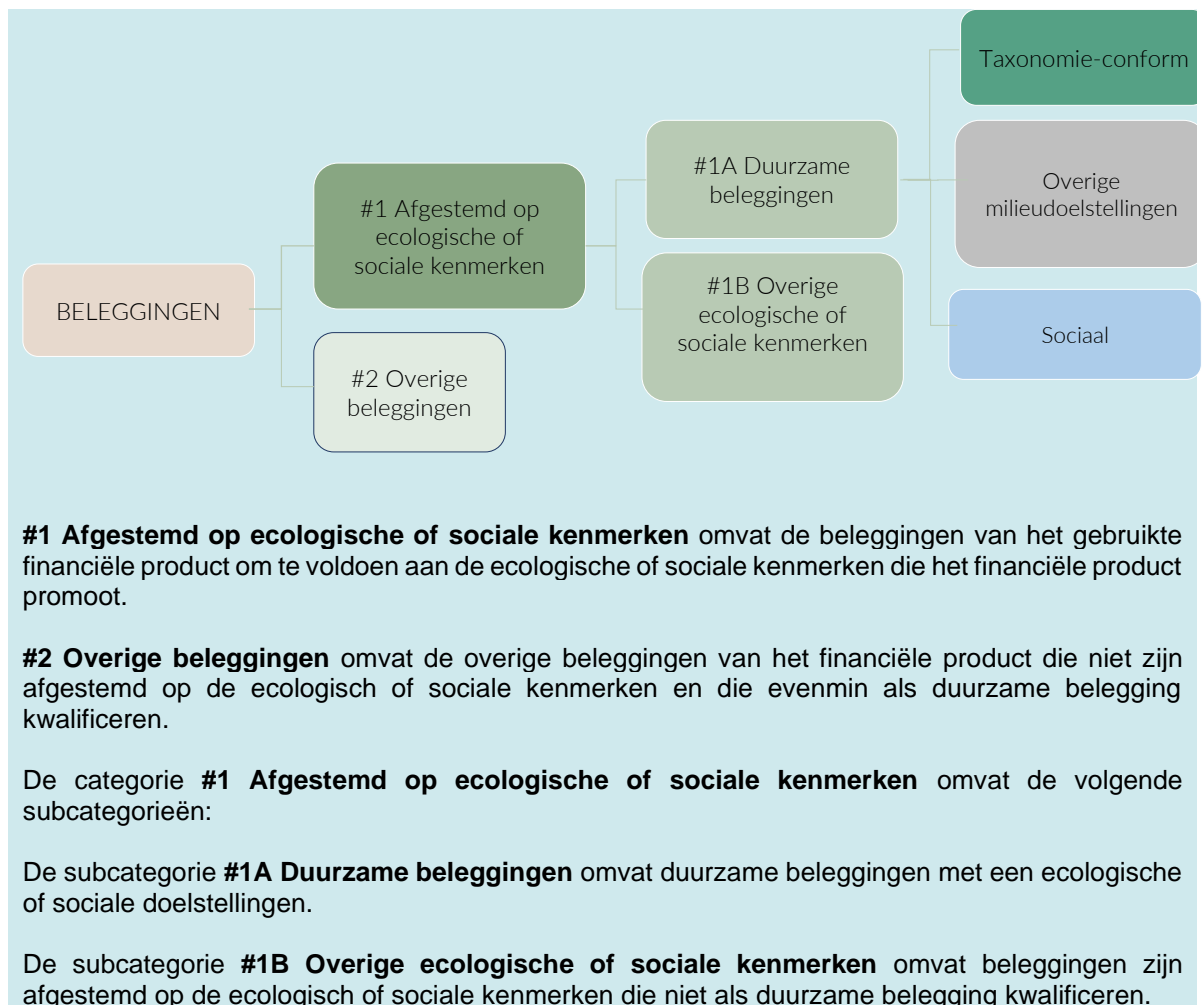 Taxonomie-conform
#1A Duurzame
beleggingen
Overige
milieudoelstellingen
#1 Afgestemd op
ecologische of
sociale kenmerken
BELEGGINGEN
#1B Overige
ecologische of
sociale kenmerken
Sociaal
#2 Overige
beleggingen
#1 Afgestemd op ecologische of sociale kenmerken omvat de beleggingen van het gebruikte
financiële product om te voldoen aan de ecologische of sociale kenmerken die het financiële product
promoot.
#2 Overige beleggingen omvat de overige beleggingen van het financiële product die niet zijn
afgestemd op de ecologisch of sociale kenmerken en die evenmin als duurzame belegging
kwalificeren.
De categorie #1 Afgestemd op ecologische of sociale kenmerken omvat de volgende
subcategorieën:
De subcategorie #1A Duurzame beleggingen omvat duurzame beleggingen met een ecologische
of sociale doelstellingen.
De subcategorie #1B Overige ecologische of sociale kenmerken omvat beleggingen zijn
afgestemd op de ecologisch of sociale kenmerken die niet als duurzame belegging kwalificeren.